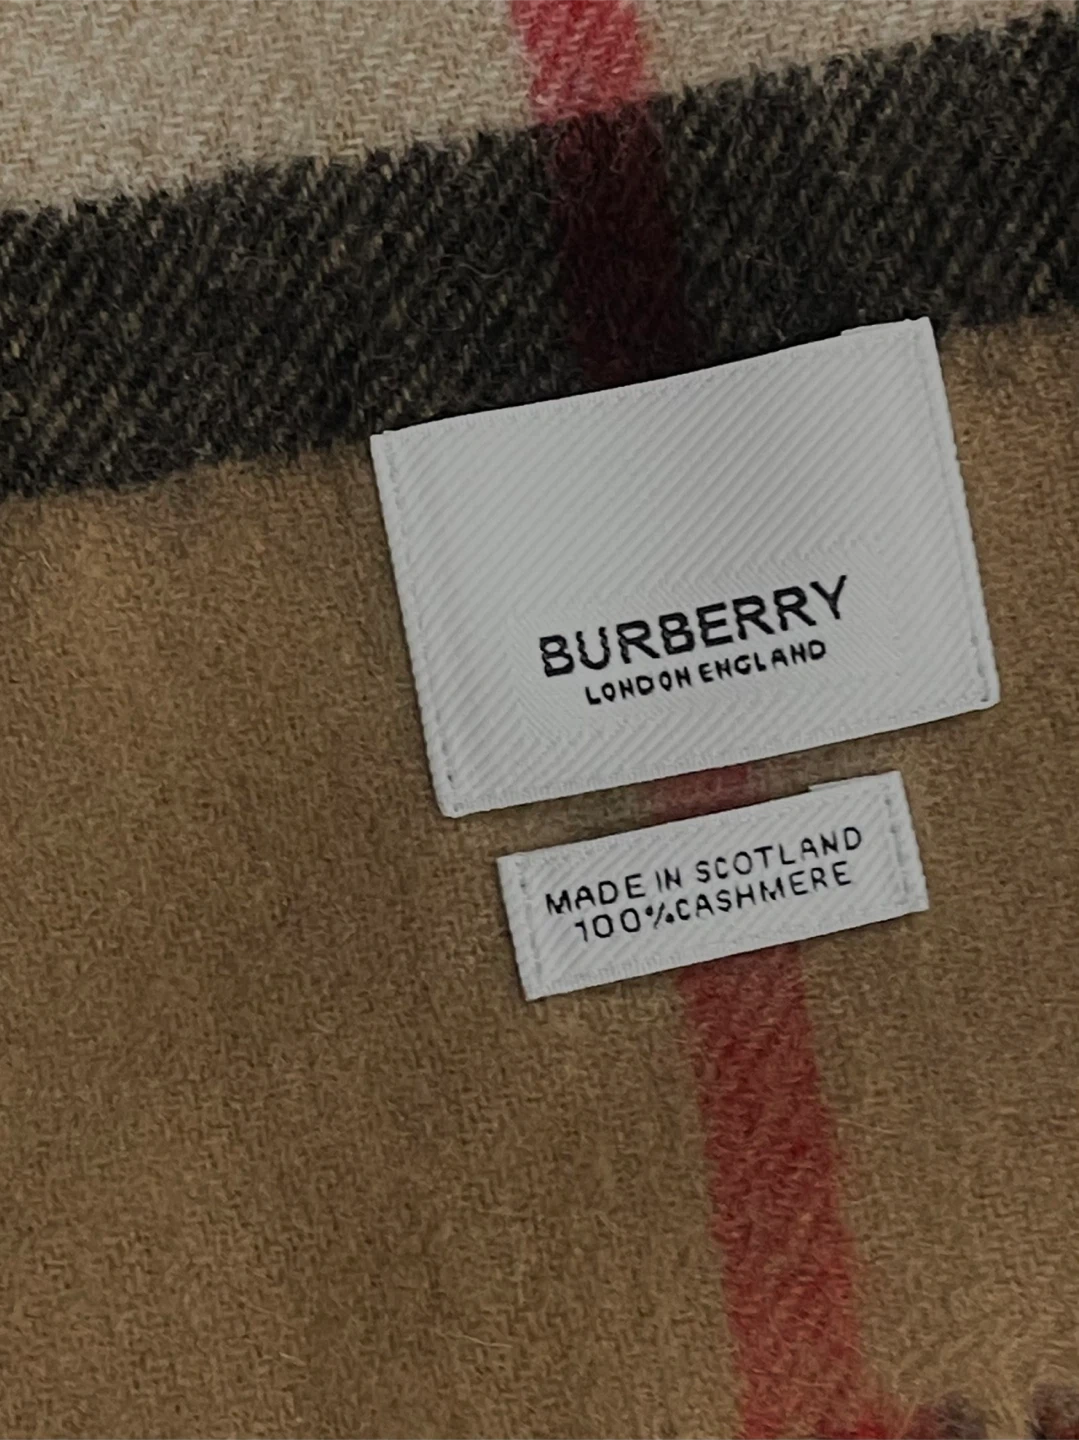 BURBERRY
LONDON ENGLAND
MADE IN SCOTLAND
100%CASHMERE